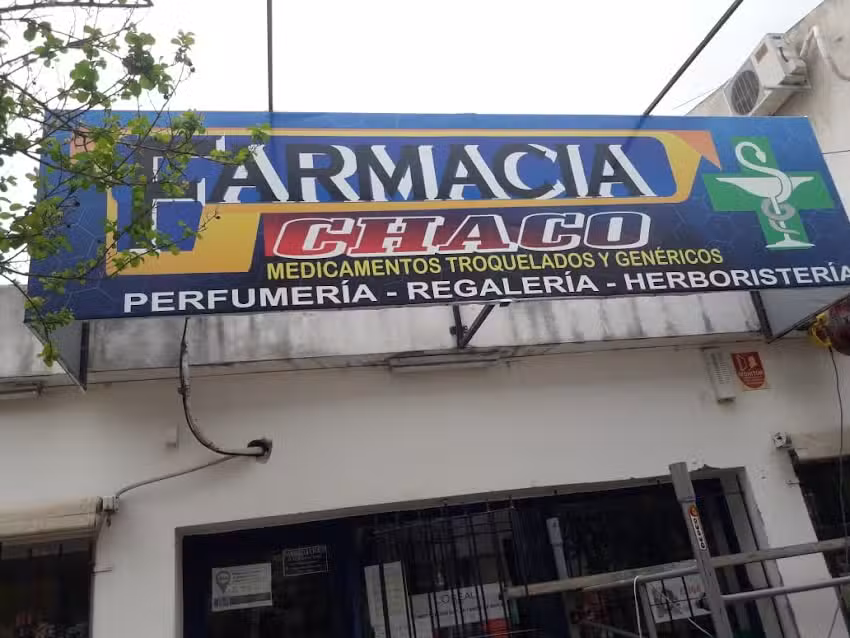 FARMACIA
CHACO
MEDICAMENTOS TROQUELADOS Y GENÉRICOS
PERFUMERÍA - REGALERÍA - HERBORISTERÍA